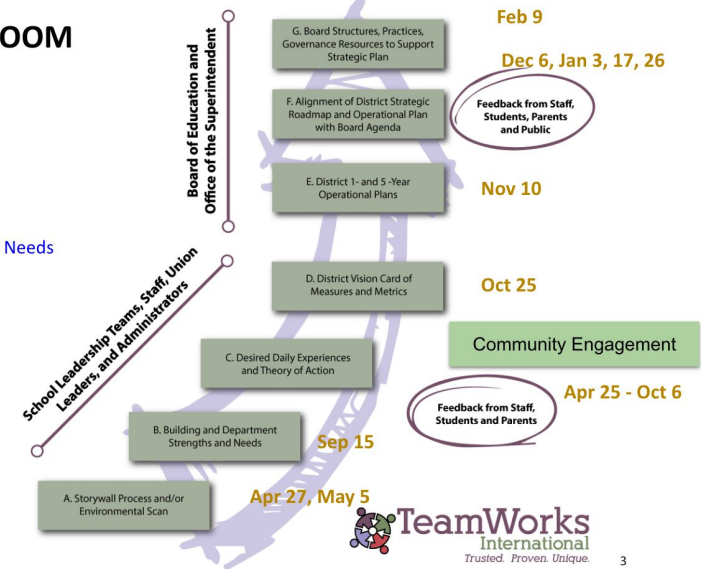 OOM
Feb 9
G. Board Structures, Practices,
Governance Resources to Support
Strategic Plan
Dec 6, Jan 3, 17, 26
Board of Education and
Office of the Superintendent
F. Alignment of District Strategic
Roadmap and Operational Plan
with Board Agenda
Feedback from Staff,
Students, Parents
and Public
E. District 1- and 5 -Year
Operational Plans
Nov 10
Needs
School Leadership Teams, Staff, Union
Leaders, and Administrators
D. District Vision Card of
Measures and Metrics
Oct 25
Community Engagement
C. Desired Daily Experiences
and Theory of Action
Apr 25 - Oct 6
Feedback from Staff,
Students and Parents
B. Building and Department
Strengths and Needs
Sep 15
A. Storywall Process and/or
Environmental Scan
Apr 27, May 5
TeamWorks
International
Trusted. Proven. Unique.
3